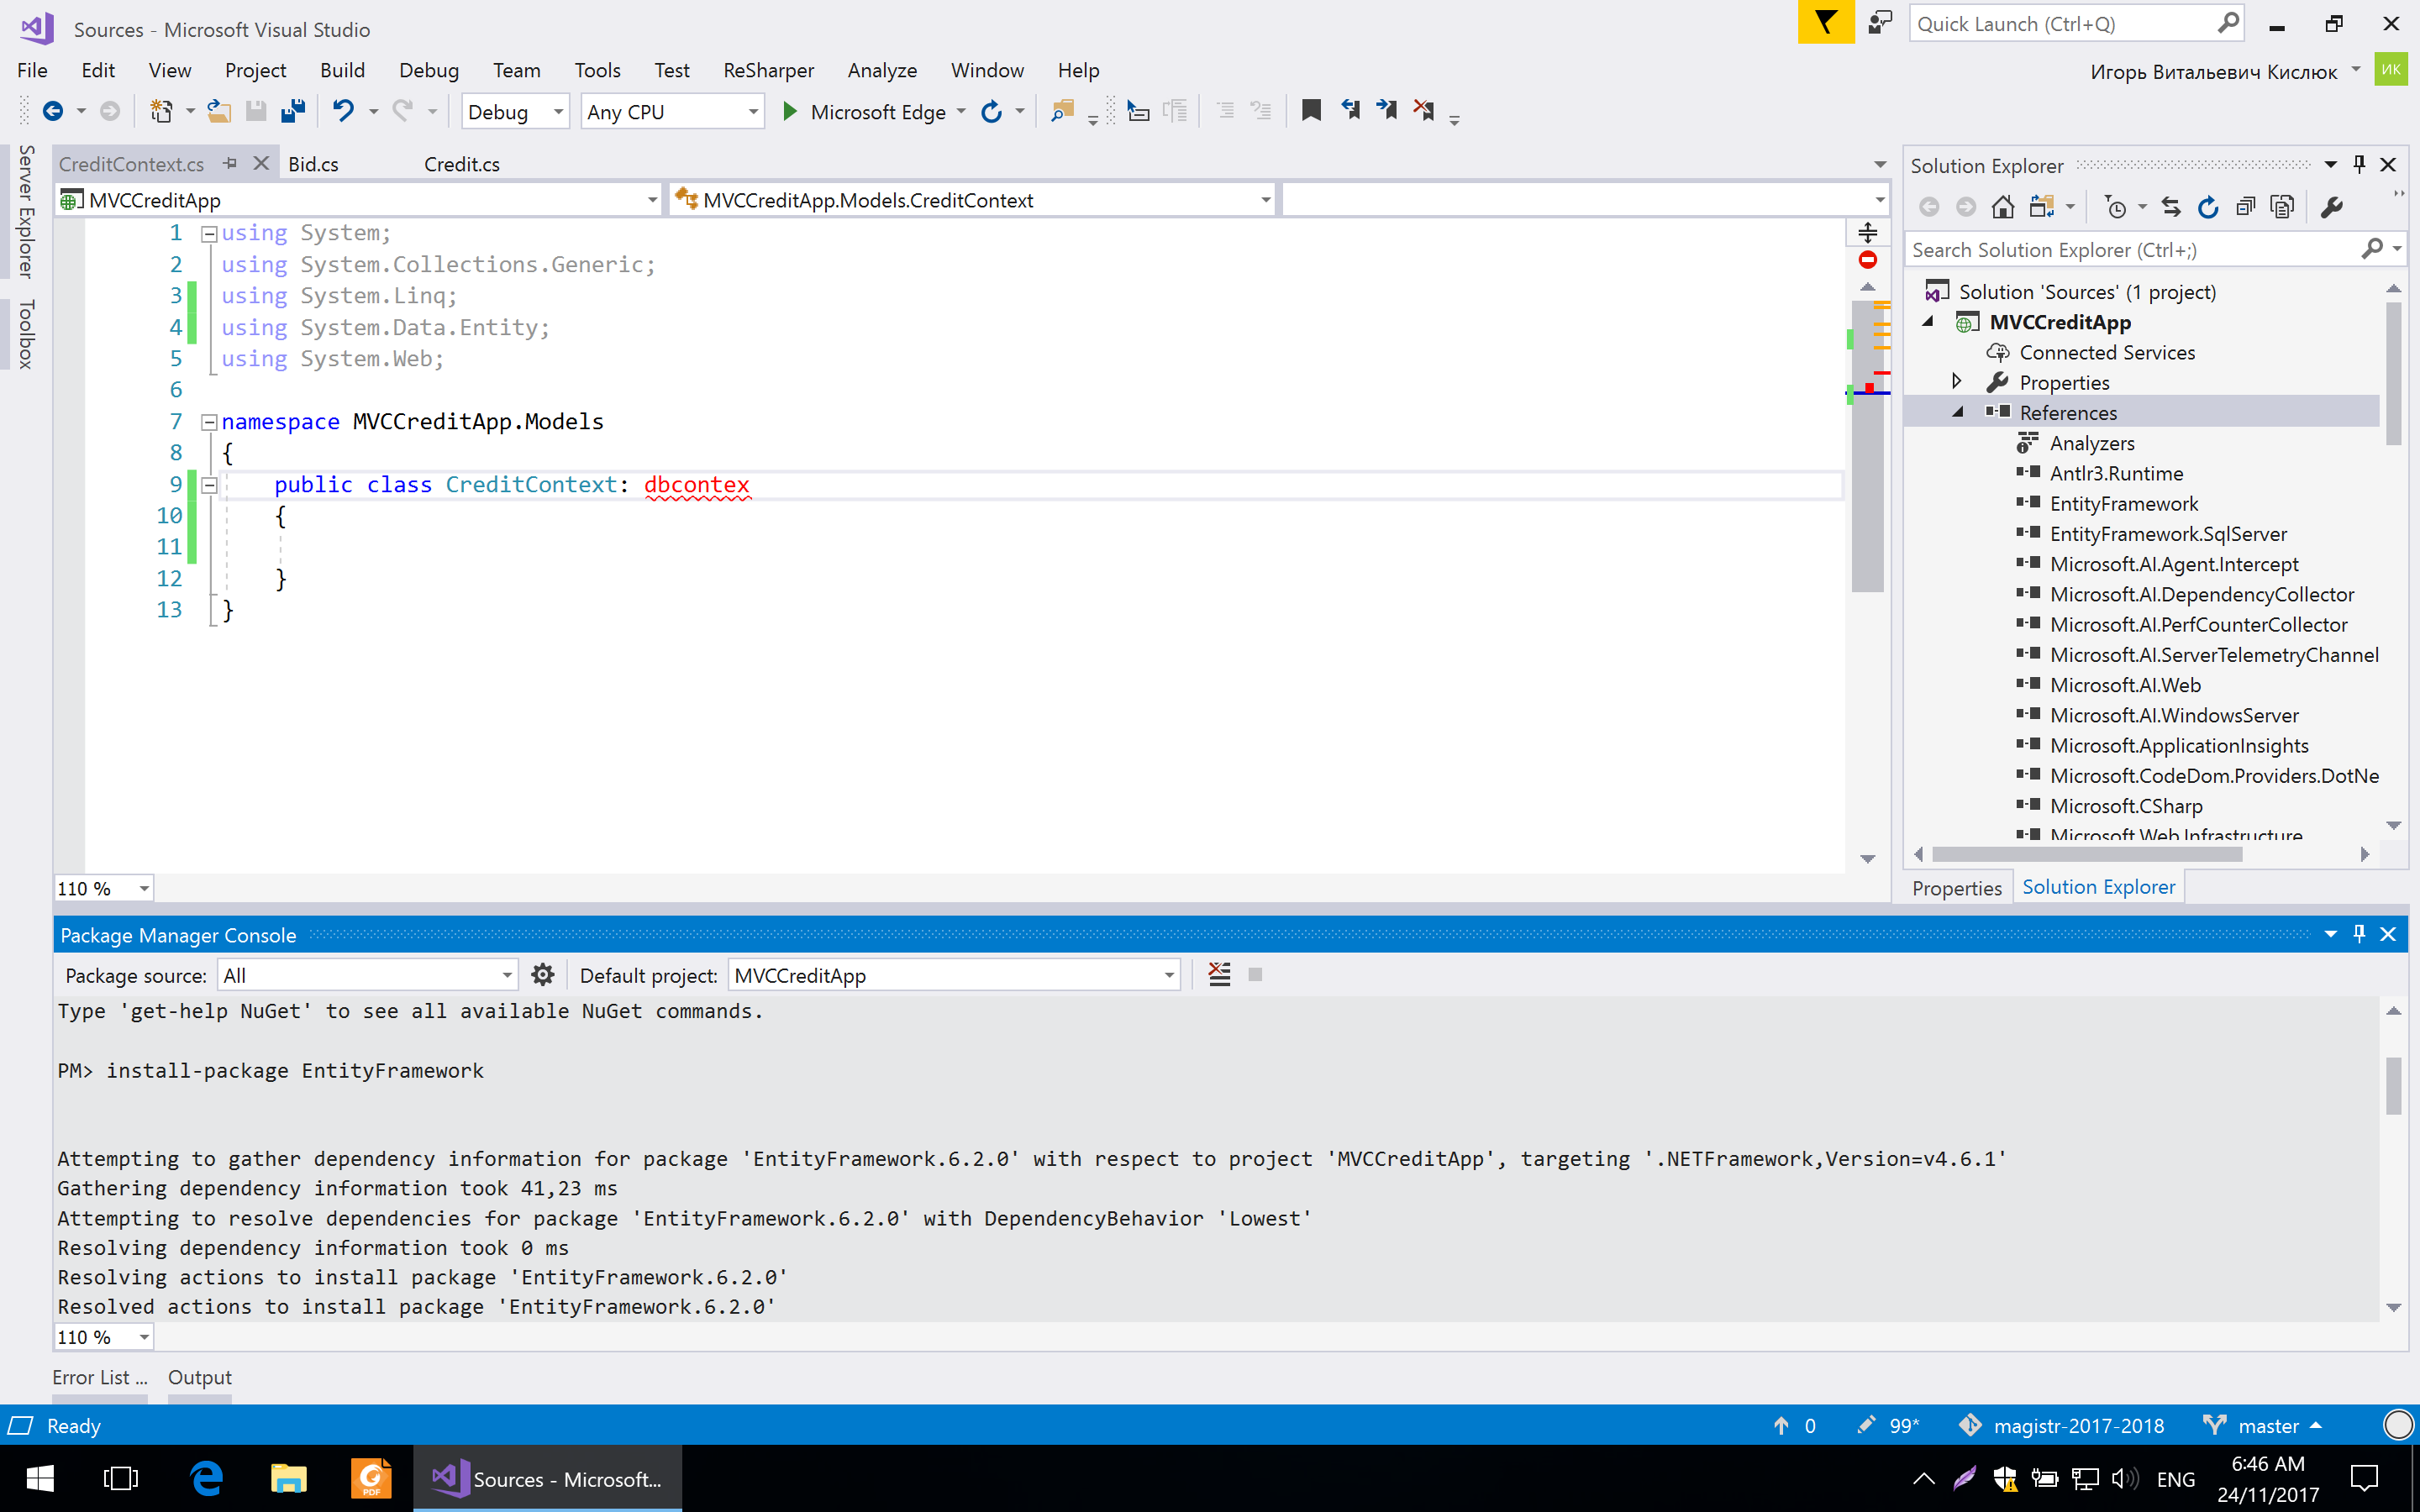 Sources - Microsoft Visual Studio
Quick Launch (Ctrl+Q)
File Edit View Project Build Debug Team Tools Test ReSharper Analyze Window Help
Игорь Витальевич Кислюк
ИК
Debug
Any CPU
Microsoft Edge
Server Explorer
Toolbox
CreditContext.cs
Bid.cs
Credit.cs
MVCCreditApp
MVCCreditApp.Models.CreditContext
1 using System;
2 using System.Collections.Generic;
3 using System.Linq;
4 using System.Data.Entity;
5 using System.Web;
6
7 namespace MVCCreditApp.Models
8 {
9 public class CreditContext: dbcontex
10 {
11
12 }
13 }
110 %
Solution Explorer
Search Solution Explorer (Ctrl+;)
Solution 'Sources' (1 project)
MVCCreditApp
Connected Services
Properties
References
Analyzers
Antlr3.Runtime
EntityFramework
EntityFramework.SqlServer
Microsoft.AI.Agent.Intercept
Microsoft.AI.DependencyCollector
Microsoft.AI.PerfCounterCollector
Microsoft.AI.ServerTelemetryChannel
Microsoft.AI.Web
Microsoft.AI.WindowsServer
Microsoft.ApplicationInsights
Microsoft.CodeDom.Providers.DotNe
Microsoft.CSharp
Microsoft.Web.Infrastructure
Properties
Solution Explorer
Package Manager Console
Package source: All
Default project: MVCCreditApp
Type 'get-help NuGet' to see all available NuGet commands.
PM> install-package EntityFramework
Attempting to gather dependency information for package 'EntityFramework.6.2.0' with respect to project 'MVCCreditApp', targeting '.NETFramework,Version=v4.6.1'
Gathering dependency information took 41,23 ms
Attempting to resolve dependencies for package 'EntityFramework.6.2.0' with DependencyBehavior 'Lowest'
Resolving dependency information took 0 ms
Resolving actions to install package 'EntityFramework.6.2.0'
Resolved actions to install package 'EntityFramework.6.2.0'
110 %
Error List ...
Output
Ready
0
99*
magistr-2017-2018
master
PDF
Sources - Microsoft...
ENG
6:46 AM
24/11/2017